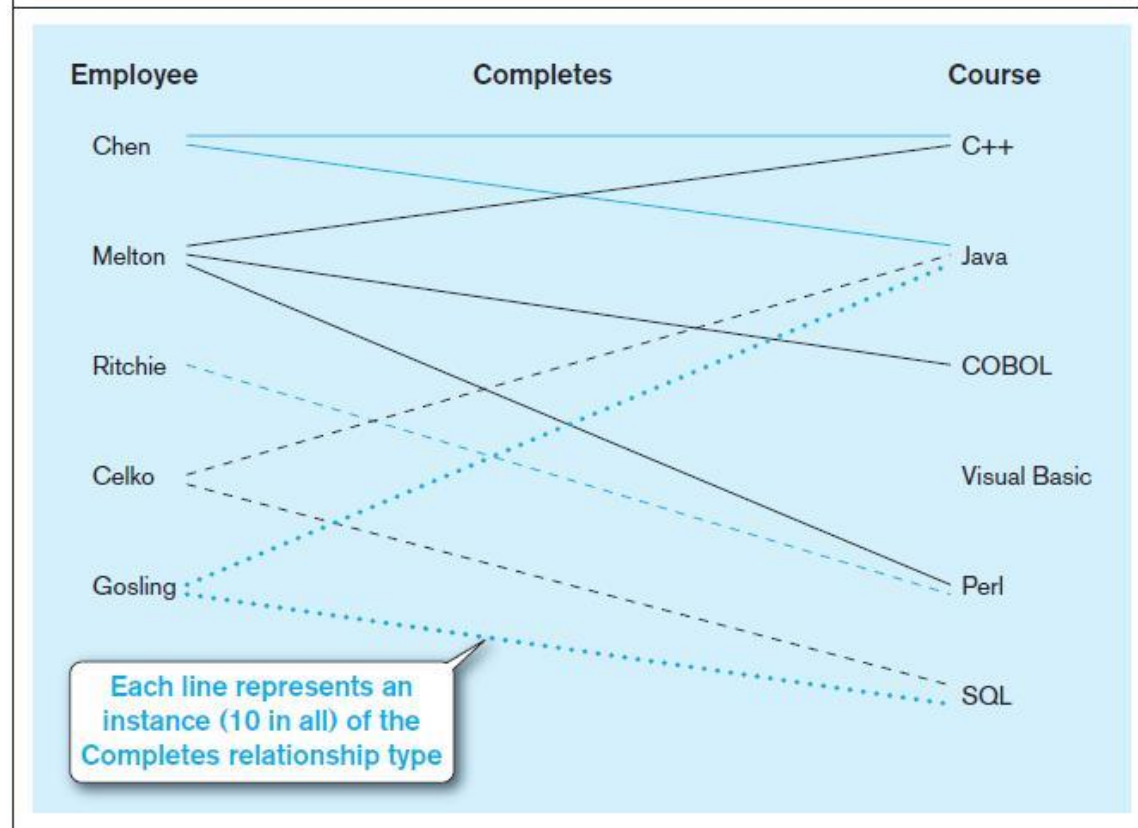 Employee Completes Course
Chen C++
Melton Java
Ritchie COBOL
Celko Visual Basic
Gosling Perl
SQL
Each line represents an
instance (10 in all) of the
Completes relationship type